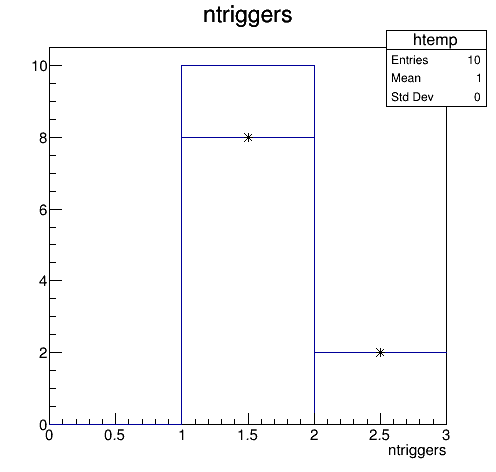 ntriggers
htemp
Entries 10
Mean 1
Std Dev 0
10
8
6
4
2
0
0 0.5 1 1.5 2 2.5 3
ntriggers